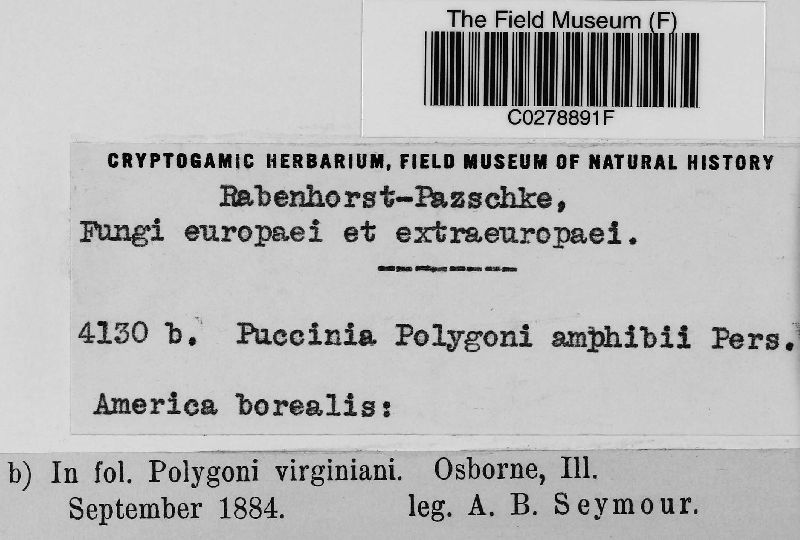 The Field Museum (F)
C0278891F
CRYPTOGAMIC HERBARIUM, FIELD MUSEUM OF NATURAL HISTORY
Rabenhorst-Pazschke,
Fungi europaei et extraeuropaei.
4130 b. Puccinia Polygoni amphibii Pers.
America borealis:
b) In fol. Polygoni virginiani. Osborne, Ill.
September 1884. leg. A. B. Seymour.